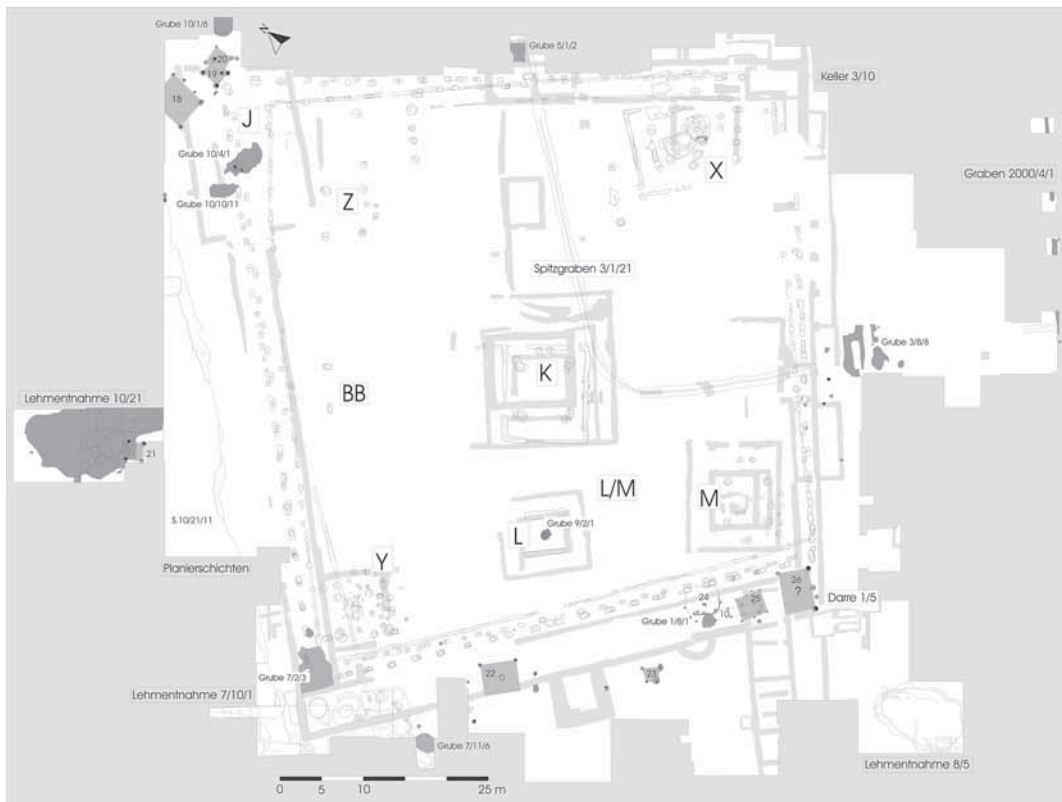 Grube 10/1/6
N
Grube 5/1/2
20
19
18
Keller 3/10
J
Grube 10/4/1
X
Graben 2000/4/1
Grube 10/10/11
Z
Spitzgraben 3/1/21
Grube 3/8/8
K
BB
Lehmentnahme 10/21
21
L/M
M
S.10/21/11
L
Grube 9/2/1
Planierschichten
Y
26
?
24
25
Darre 1/5
Grube 1/8/1
Grube 7/2/3
22
23
Lehmentnahme 7/10/1
Grube 7/11/6
Lehmentnahme 8/5
0 5 10 25 m